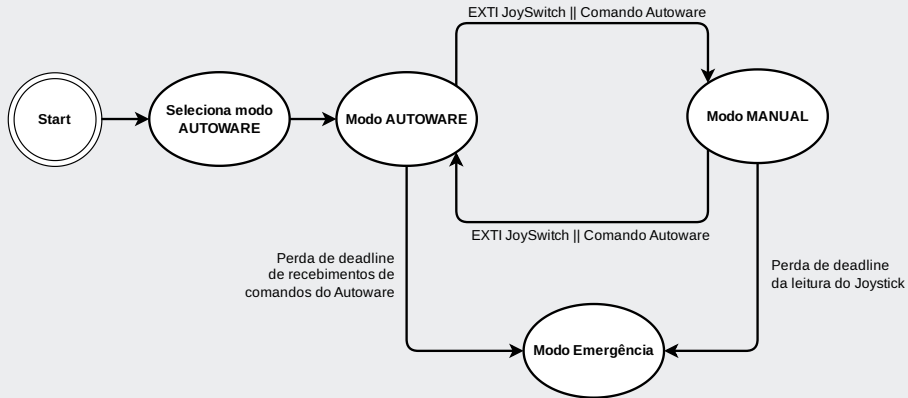 EXTI JoySwitch || Comando Autoware
Start
Seleciona modo
AUTOWARE
Modo AUTOWARE
Modo MANUAL
EXTI JoySwitch || Comando Autoware
Perda de deadline
de recebimentos de
comandos do Autoware
Perda de deadline
da leitura do Joystick
Modo Emergência